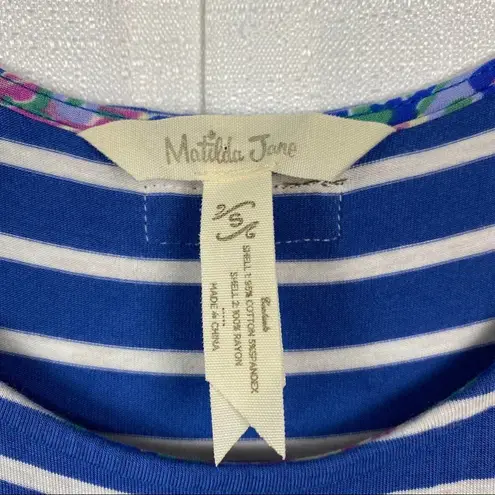 Matilda Jane
S
SHELL 1: 95% COTTON 5% SPANDEX
SHELL 2: 100% RAYON
MADE IN CHINA